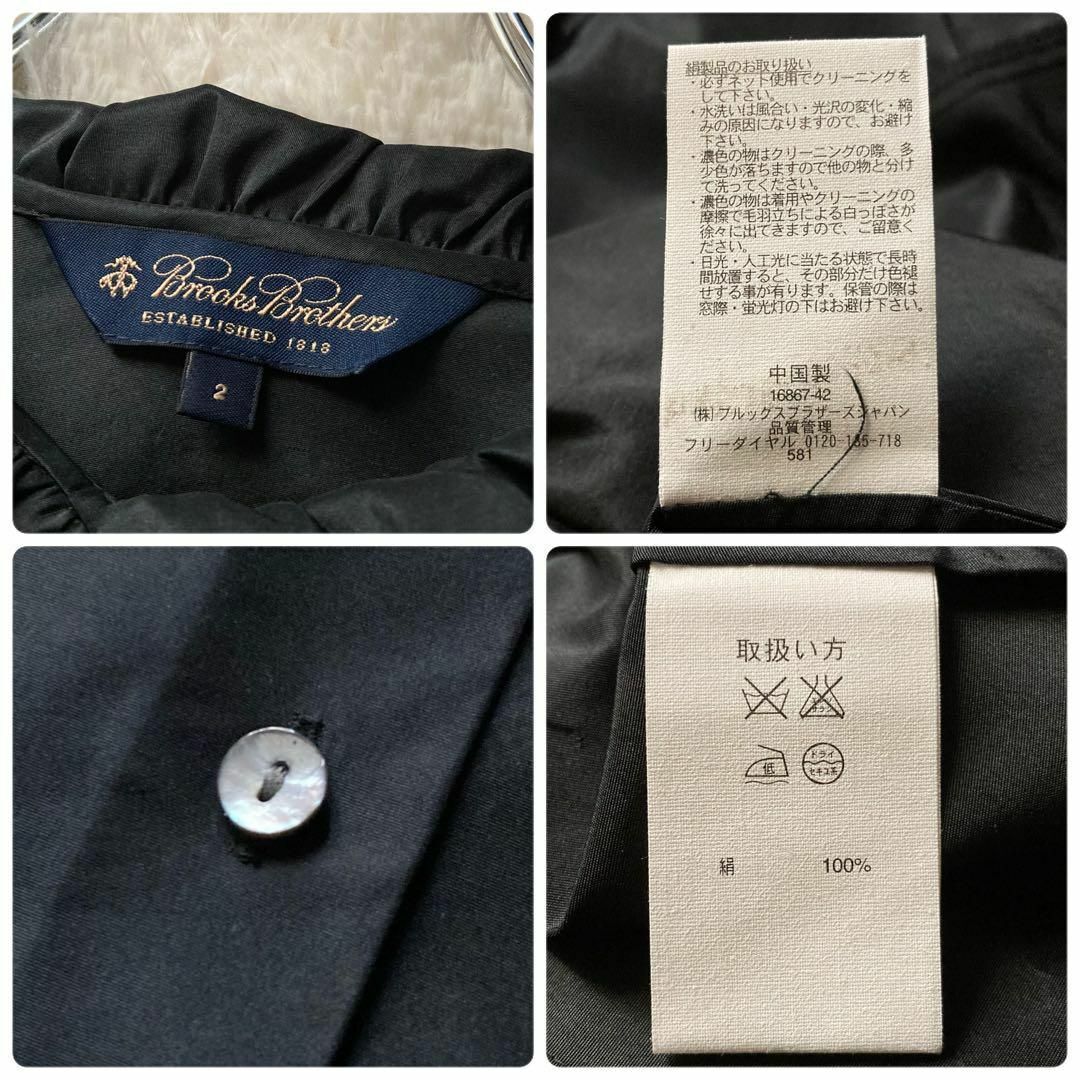 Brooks Brothers
ESTABLISHED 1818
2
絹製品のお取り扱い
・必ずネット使用でクリーニングを
して下さい。
・水洗いは風合い・光沢の変化・縮
みの原因になりますので、お避け
下さい。
・濃色の物はクリーニングの際、多
少色が落ちますので他の物と分け
て洗ってください。
・濃色の物は着用やクリーニングの
摩擦で毛羽立ちによる白っぽさが
徐々に出てきますので、ご留意く
ださい。
・日光・人工光に当たる状態で長時
間放置すると、その部分だけ色褪
せする事が有ります。保管の際は
窓際・蛍光灯の下はお避け下さい。
中国製
16867-42
(株)ブルックスブラザーズジャパン
品質管理
フリーダイヤル 0120-185-718
581
取扱い方
エンソ
サラシ
低
ドライ
セキユ系
絹 100%